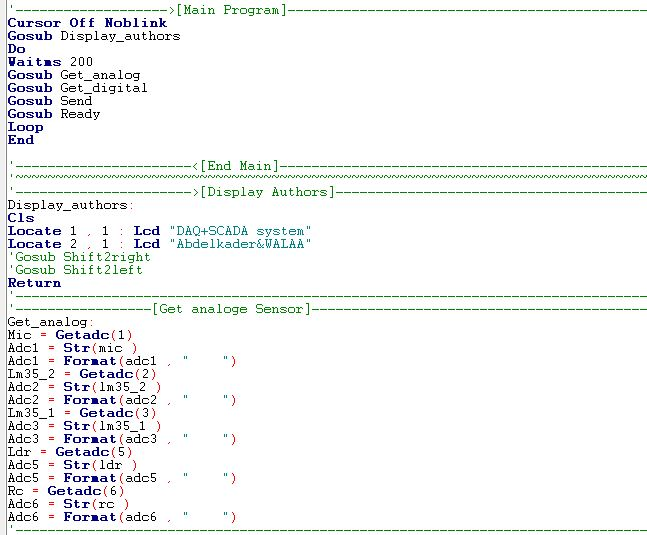 '--------------------->[Main Program]------------------------------------------------
Cursor Off Noblink
Gosub Display_authors
Do
Waitms 200
Gosub Get_analog
Gosub Get_digital
Gosub Send
Gosub Ready
Loop
End
'-----------------------<[End Main]------------------------------------------------
'~~~~~~~~~~~~~~~~~~~~~~~~~~~~~~~~~~~~~~~~~~~~~~~~~~~~~~~~~~~~~~~~~~~~~~~~~~~~~~~~
'----------------------->[Display Authors]----------------------------------------
Display_authors:
Cls
Locate 1 , 1 : Lcd "DAQ+SCADA system"
Locate 2 , 1 : Lcd "Abdelkader&WALAA"
'Gosub Shift2right
'Gosub Shift2left
Return
'--------------------------------------------------------------------------------
'------------------[Get analoge Sensor]-------------------------------------------
Get_analog:
Mic = Getadc(1)
Adc1 = Str(mic )
Adc1 = Format(adc1 , "    ")
Lm35_2 = Getadc(2)
Adc2 = Str(lm35_2 )
Adc2 = Format(adc2 , "    ")
Lm35_1 = Getadc(3)
Adc3 = Str(lm35_1 )
Adc3 = Format(adc3 , "    ")
Ldr = Getadc(5)
Adc5 = Str(ldr )
Adc5 = Format(adc5 , "    ")
Rc = Getadc(6)
Adc6 = Str(rc )
Adc6 = Format(adc6 , "    ")
'--------------------------------------------------------------------------------